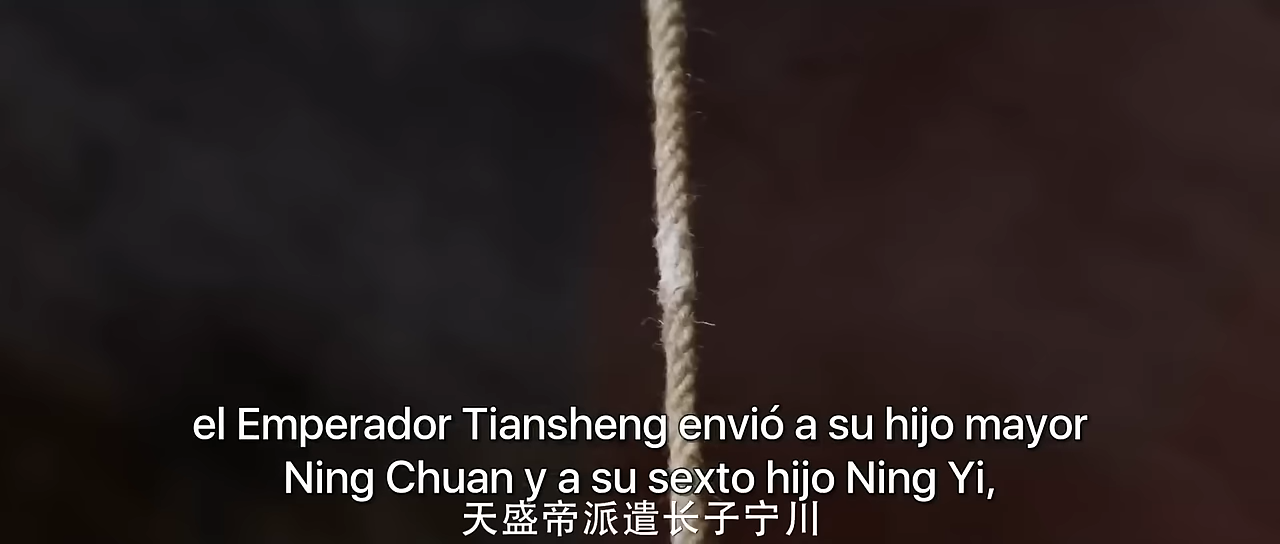 el Emperador Tiansheng envió a su hijo mayor
Ning Chuan y a su sexto hijo Ning Yi,
天盛帝派遣长子宁川